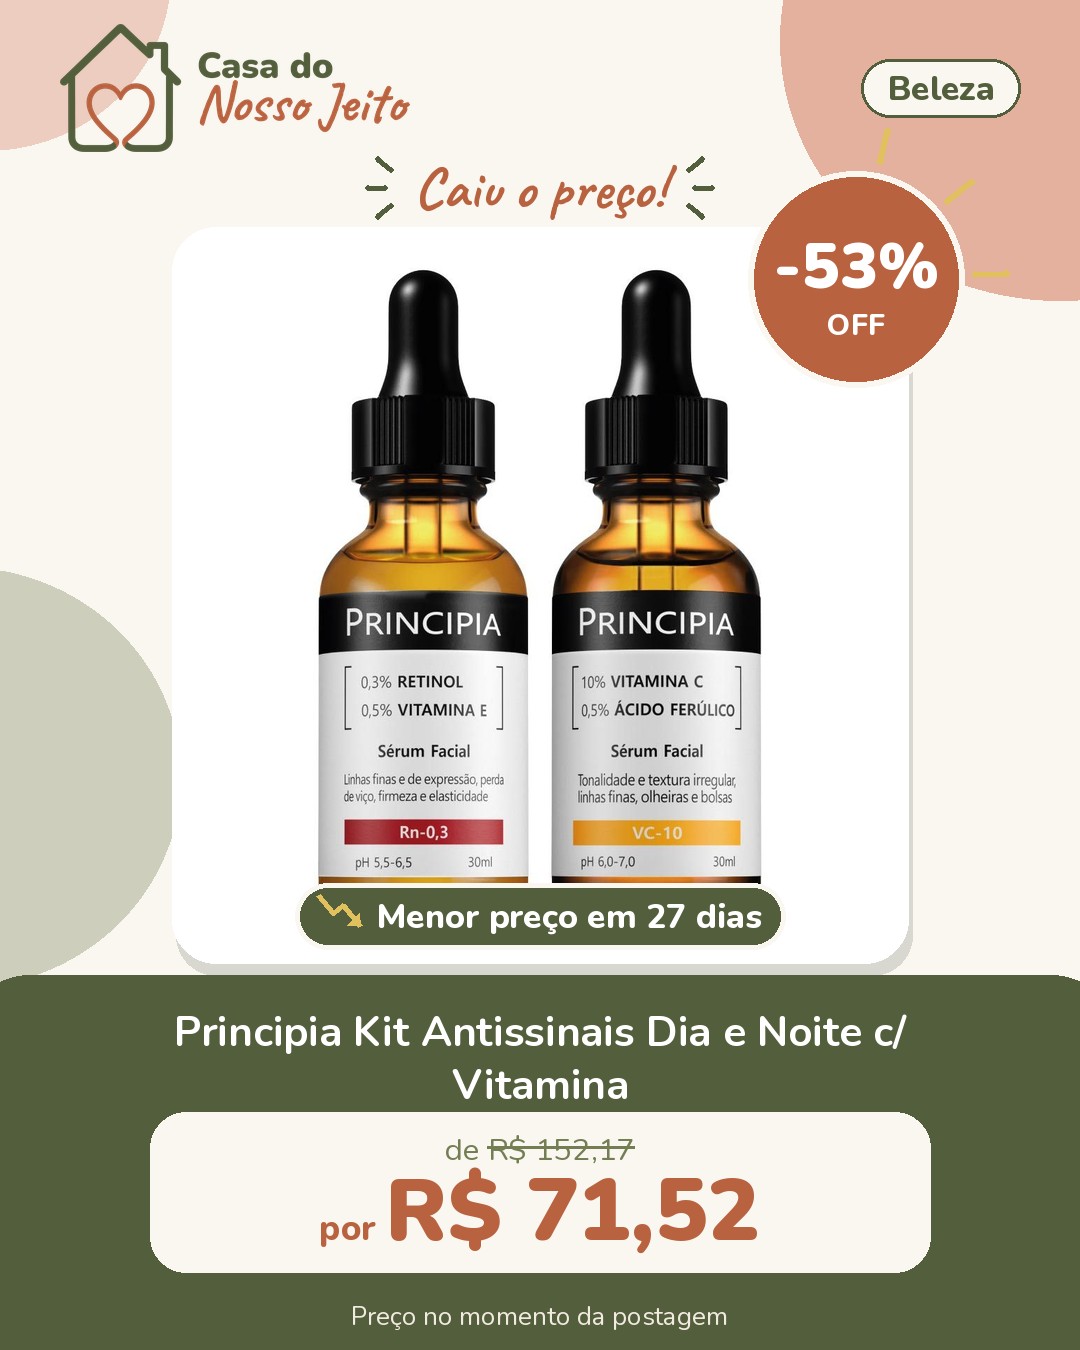 Casa do
Nosso Jeito
Beleza
Caiu o preço!
-53%
OFF
PRINCIPIA
0,3% RETINOL
0,5% VITAMINA E
Sérum Facial
Linhas finas e de expressão, perda
de viço, firmeza e elasticidade
Rn-0,3
pH 5,5-6,5 30ml
PRINCIPIA
10% VITAMINA C
0,5% ÁCIDO FERÚLICO
Sérum Facial
Tonalidade e textura irregular,
linhas finas, olheiras e bolsas
VC-10
pH 6,0-7,0 30ml
Menor preço em 27 dias
Principia Kit Antissinais Dia e Noite c/
Vitamina
de R$ 152,17
por R$ 71,52
Preço no momento da postagem